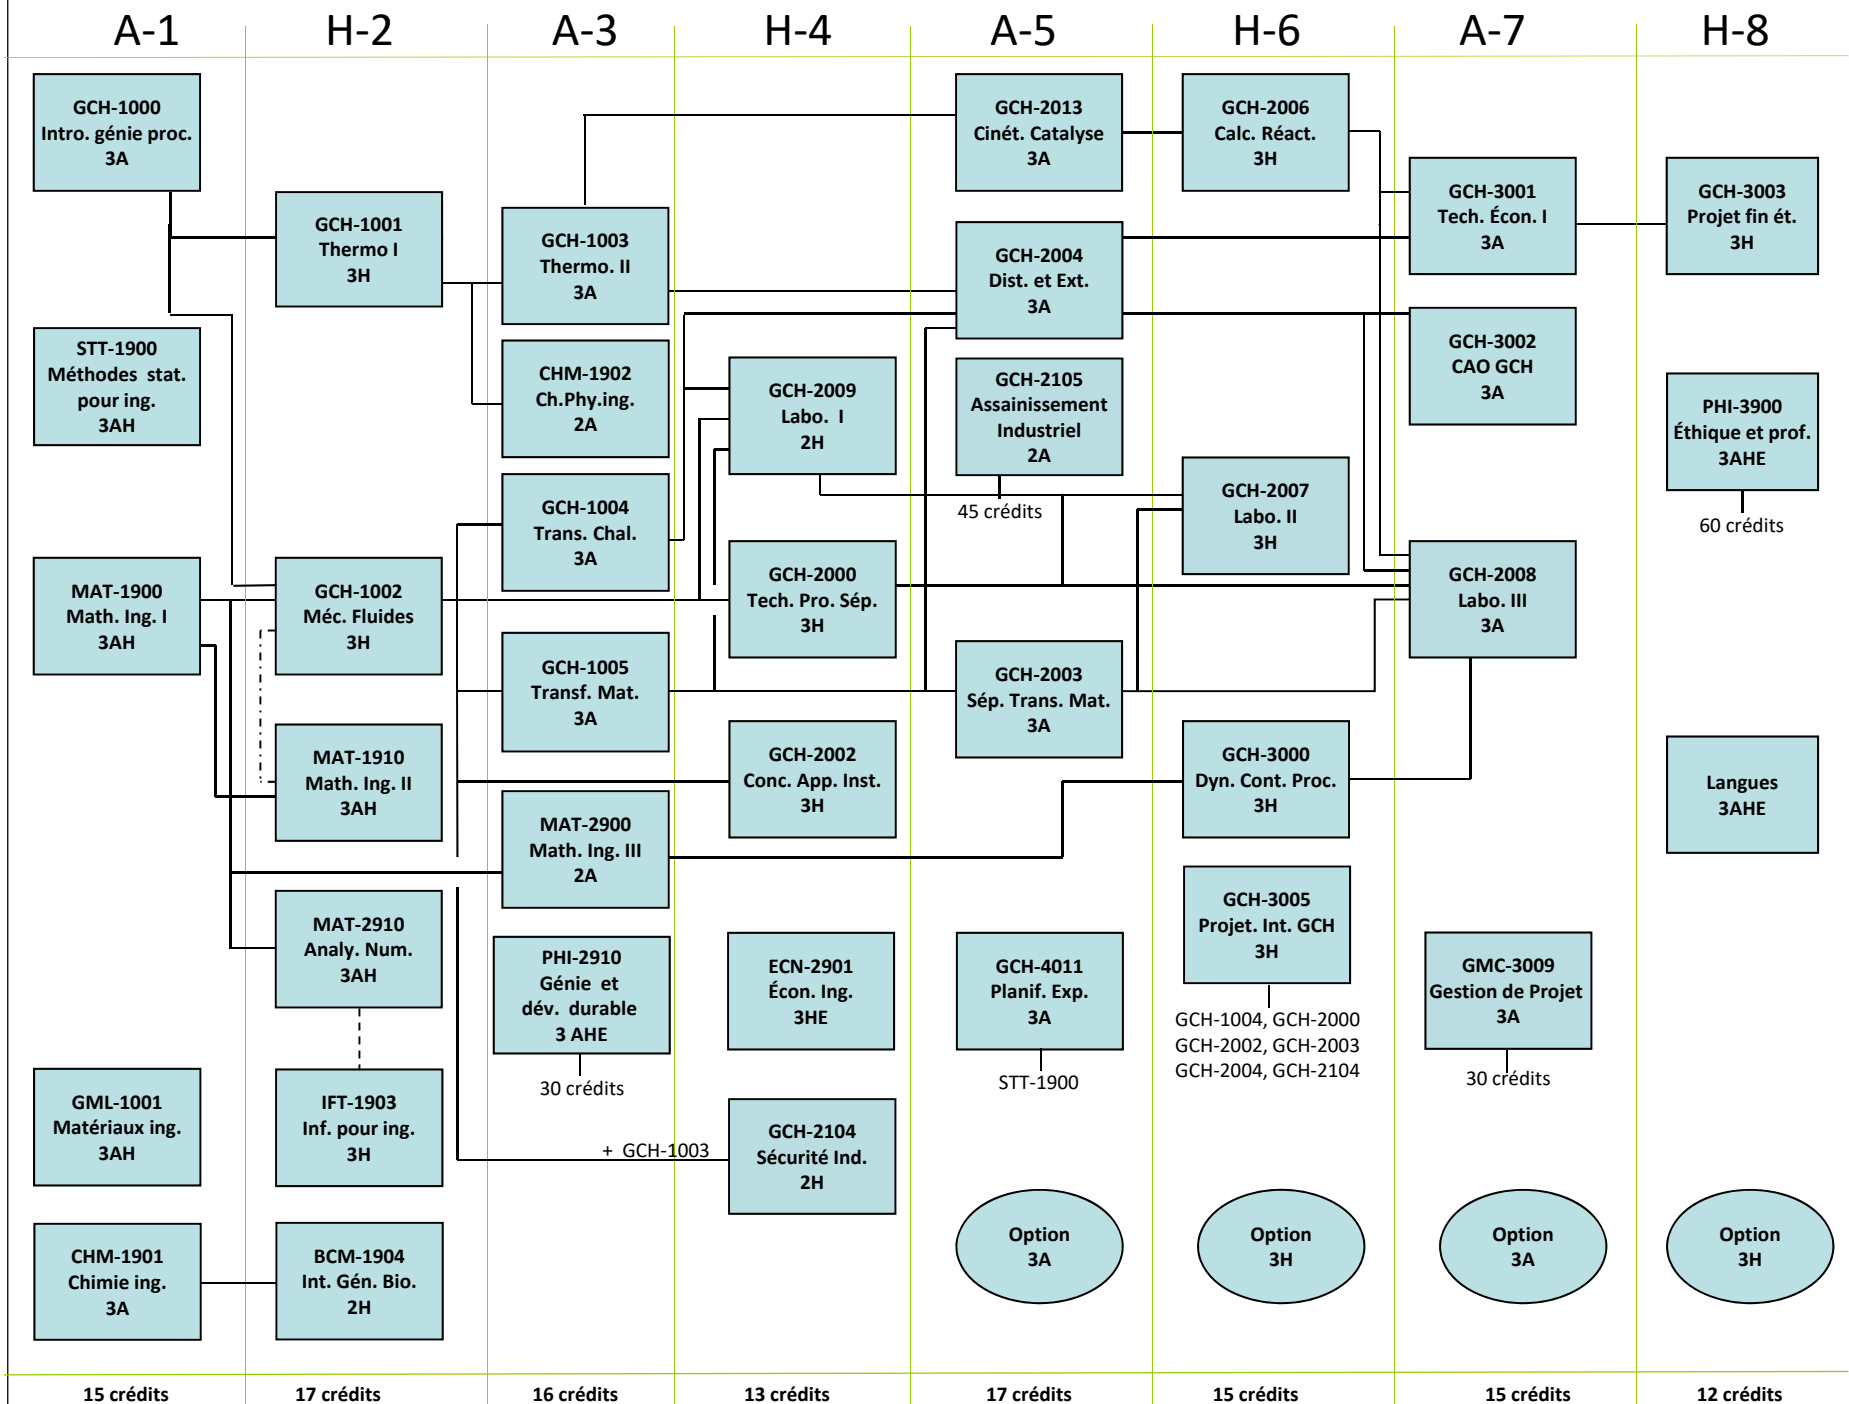 A-1
H-2
A-3
H-4
A-5
H-6
A-7
H-8
GCH-1000
Intro. génie proc.
3A
STT-1900
Méthodes stat.
pour ing.
3AH
MAT-1900
Math. Ing. I
3AH
GML-1001
Matériaux ing.
3AH
CHM-1901
Chimie ing.
3A
15 crédits
GCH-1001
Thermo I
3H
GCH-1002
Méc. Fluides
3H
MAT-1910
Math. Ing. II
3AH
MAT-2910
Analy. Num.
3AH
IFT-1903
Inf. pour ing.
3H
BCM-1904
Int. Gén. Bio.
2H
17 crédits
GCH-1003
Thermo. II
3A
CHM-1902
Ch.Phy.ing.
2A
GCH-1004
Trans. Chal.
3A
GCH-1005
Transf. Mat.
3A
MAT-2900
Math. Ing. III
2A
PHI-2910
Génie et
dév. durable
3 AHE
30 crédits
16 crédits
GCH-2009
Labo. I
2H
GCH-2000
Tech. Pro. Sép.
3H
GCH-2002
Conc. App. Inst.
3H
ECN-2901
Écon. Ing.
3HE
+ GCH-1003
GCH-2104
Sécurité Ind.
2H
13 crédits
GCH-2013
Cinét. Catalyse
3A
GCH-2004
Dist. et Ext.
3A
GCH-2105
Assainissement
Industriel
2A
45 crédits
GCH-2003
Sép. Trans. Mat.
3A
GCH-4011
Planif. Exp.
3A
STT-1900
Option
3A
17 crédits
GCH-2006
Calc. Réact.
3H
GCH-2007
Labo. II
3H
GCH-3000
Dyn. Cont. Proc.
3H
GCH-3005
Projet. Int. GCH
3H
GCH-1004, GCH-2000
GCH-2002, GCH-2003
GCH-2004, GCH-2104
Option
3H
15 crédits
GCH-3001
Tech. Écon. I
3A
GCH-3002
CAO GCH
3A
GCH-2008
Labo. III
3A
GMC-3009
Gestion de Projet
3A
30 crédits
Option
3A
15 crédits
GCH-3003
Projet fin ét.
3H
PHI-3900
Éthique et prof.
3AHE
60 crédits
Langues
3AHE
Option
3H
12 crédits